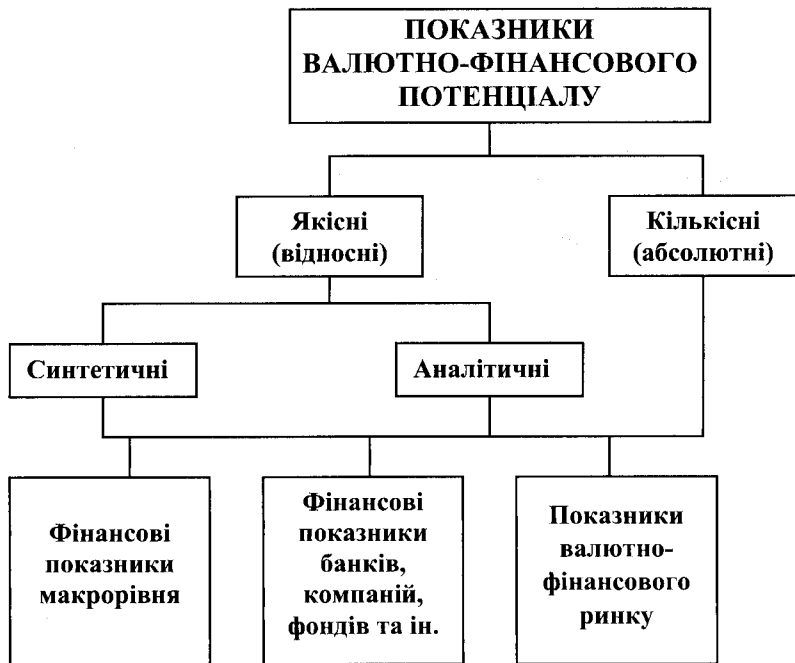 ПОКАЗНИКИ
ВАЛЮТНО-ФІНАНСОВОГО
ПОТЕНЦІАЛУ
Якісні
(відносні)
Кількісні
(абсолютні)
Синтетичні
Аналітичні
Фінансові
показники
макрорівня
Фінансові
показники
банків,
компаній,
фондів та ін.
Показники
валютно-
фінансового
ринку